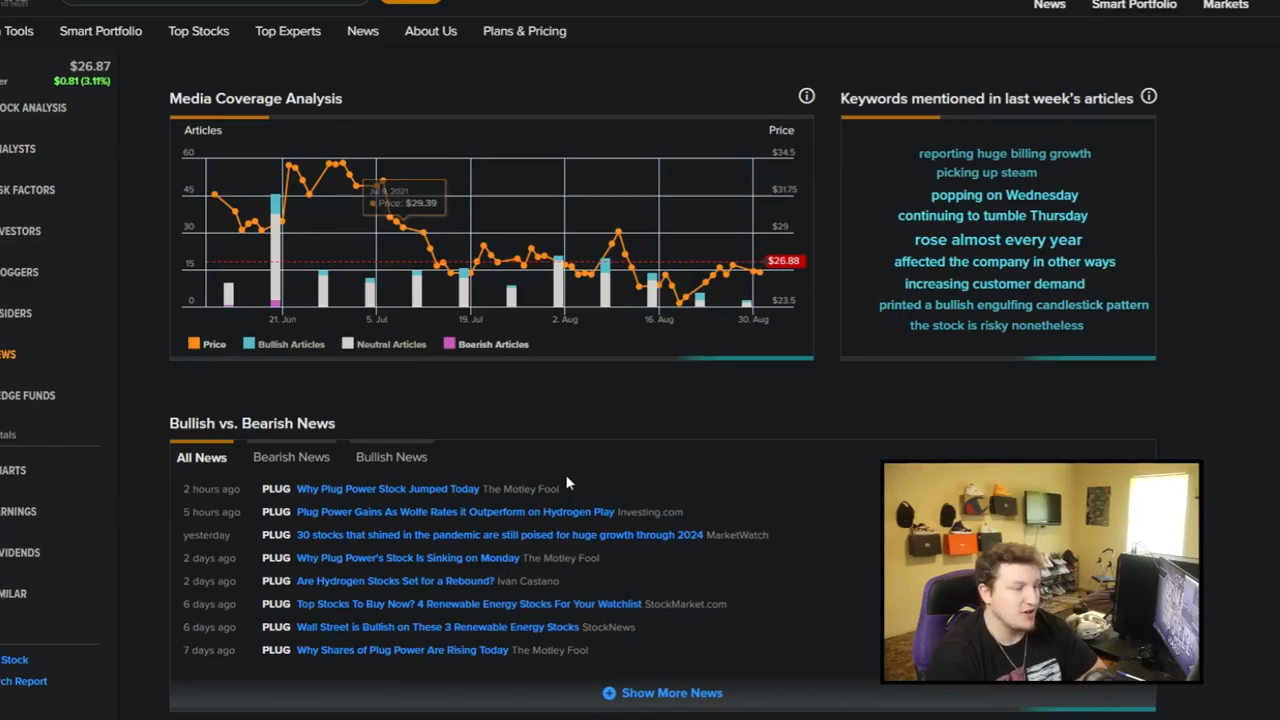 TO TRUST
News
Smart Portfolio
Markets
Tools
Smart Portfolio
Top Stocks
Top Experts
News
About Us
Plans & Pricing
$26.87
er
$0.81 (3.11%)
OCK ANALYSIS
ALYSTS
SK FACTORS
VESTORS
OGGERS
SIDERS
EWS
EDGE FUNDS
tals
HARTS
RNINGS
VIDENDS
MILAR
Stock
rch Report
Media Coverage Analysis
Articles
Price
60
45
30
15
0
$34.5
$31.75
$29
$26.88
$23.5
Jul 9, 2021
Price: $29.39
21. Jun
5. Jul
19. Jul
2. Aug
16. Aug
30. Aug
Price
Bullish Articles
Neutral Articles
Bearish Articles
Keywords mentioned in last week's articles
reporting huge billing growth
picking up steam
popping on Wednesday
continuing to tumble Thursday
rose almost every year
affected the company in other ways
increasing customer demand
printed a bullish engulfing candlestick pattern
the stock is risky nonetheless
Bullish vs. Bearish News
All News
Bearish News
Bullish News
2 hours ago PLUG Why Plug Power Stock Jumped Today The Motley Fool
5 hours ago PLUG Plug Power Gains As Wolfe Rates it Outperform on Hydrogen Play Investing.com
yesterday PLUG 30 stocks that shined in the pandemic are still poised for huge growth through 2024 MarketWatch
2 days ago PLUG Why Plug Power's Stock Is Sinking on Monday The Motley Fool
2 days ago PLUG Are Hydrogen Stocks Set for a Rebound? Ivan Castano
6 days ago PLUG Top Stocks To Buy Now? 4 Renewable Energy Stocks For Your Watchlist StockMarket.com
6 days ago PLUG Wall Street is Bullish on These 3 Renewable Energy Stocks StockNews
7 days ago PLUG Why Shares of Plug Power Are Rising Today The Motley Fool
Show More News